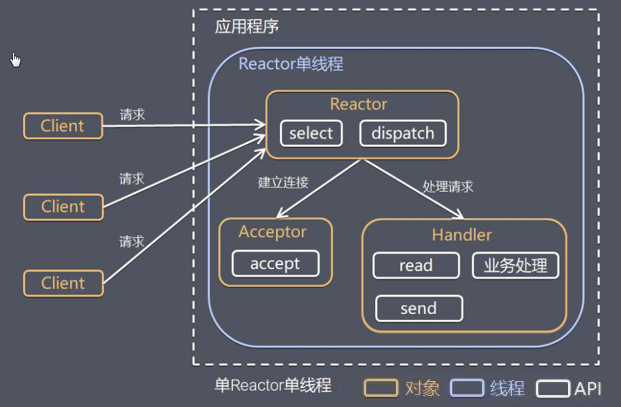 应用程序
Reactor单线程
Reactor
select
dispatch
Client
请求
Client
请求
Client
请求
建立连接
处理请求
Acceptor
accept
Handler
read
业务处理
send
单Reactor单线程
对象
线程
API